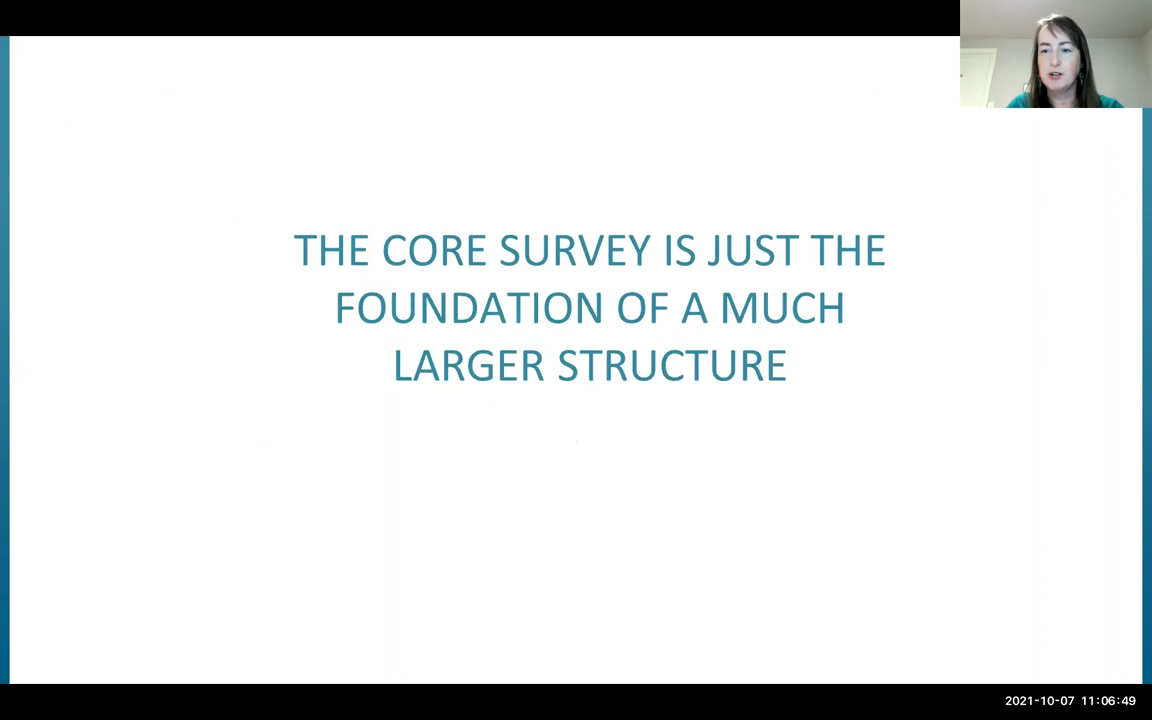 THE CORE SURVEY IS JUST THE
FOUNDATION OF A MUCH
LARGER STRUCTURE
2021-10-07 11:06:49